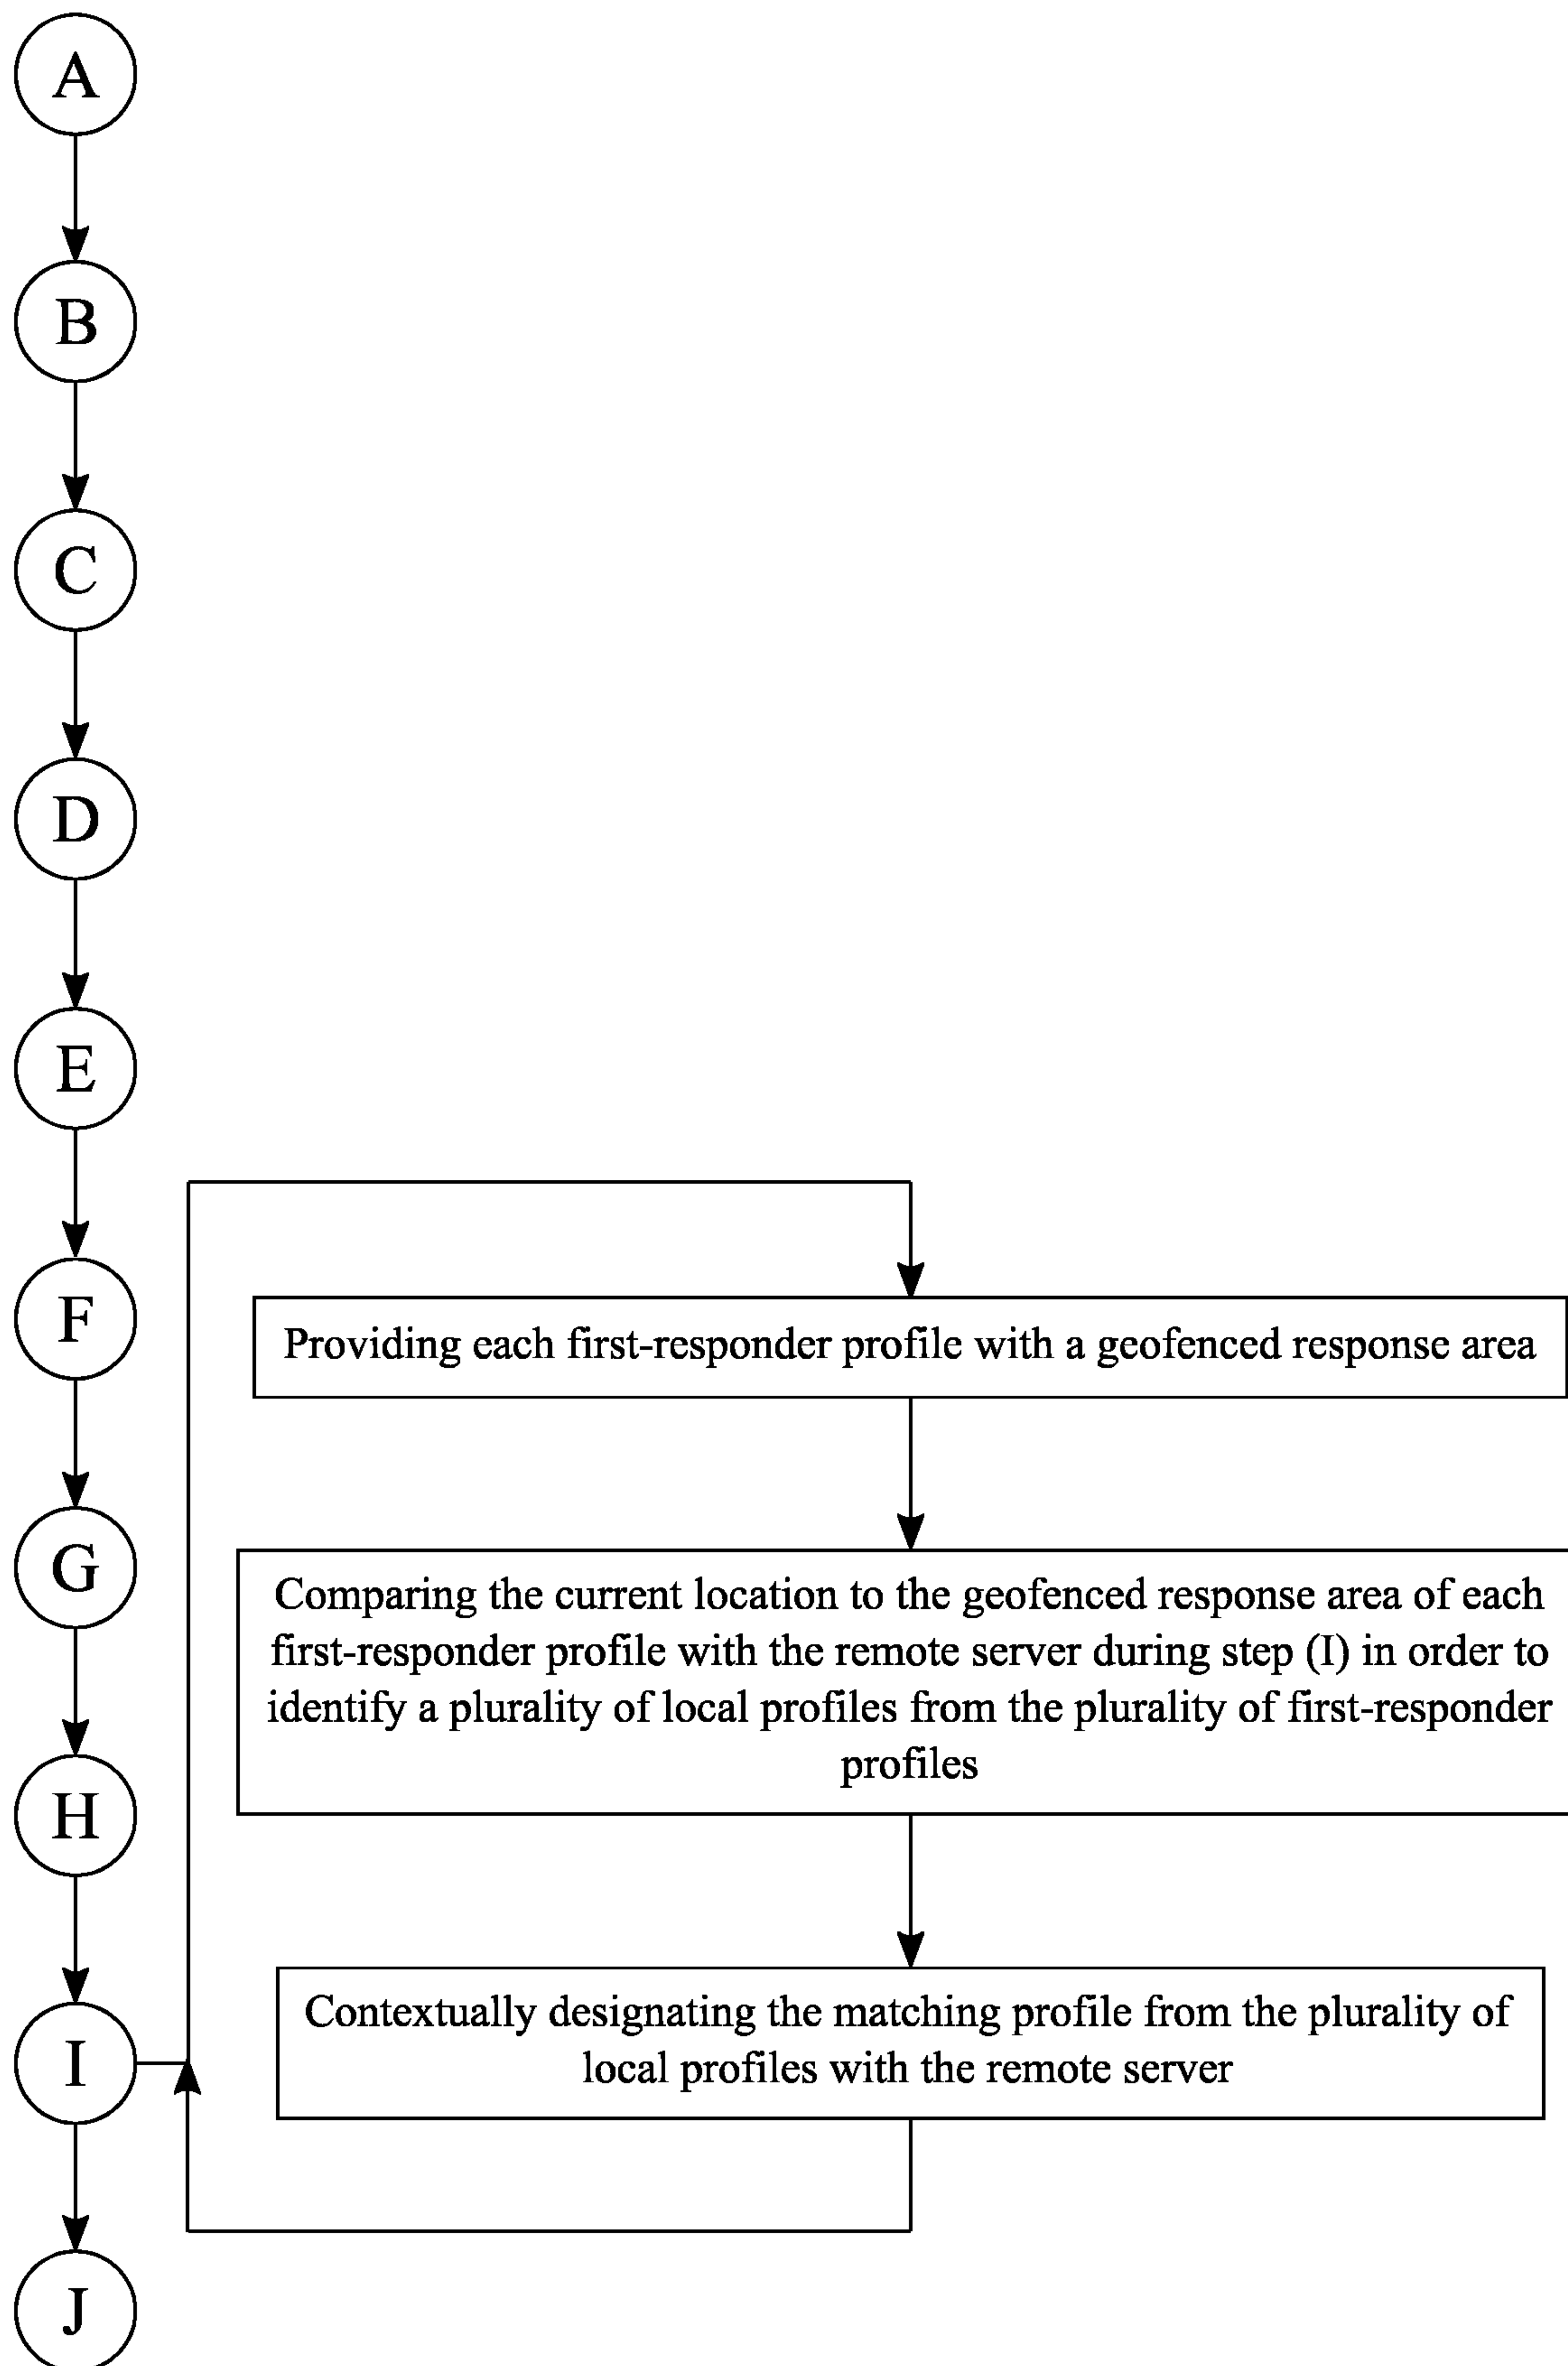 A
B
C
D
E
F
Providing each first-responder profile with a geofenced response area
G
Comparing the current location to the geofenced response area of each
first-responder profile with the remote server during step (I) in order to
identify a plurality of local profiles from the plurality of first-responder
profiles
H
I
Contextually designating the matching profile from the plurality of
local profiles with the remote server
J